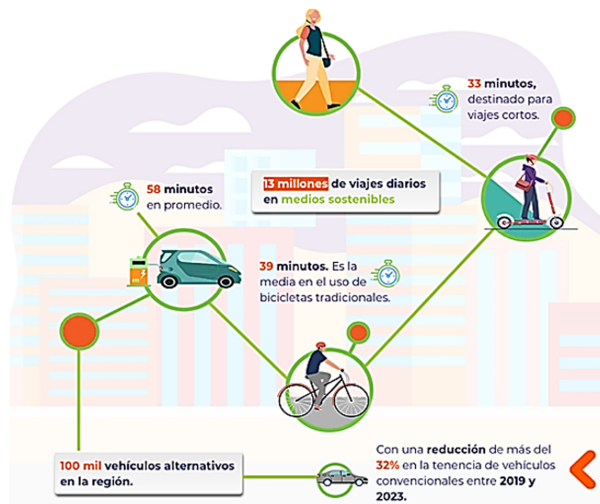 33 minutos,
destinado para
viajes cortos.
58 minutos
en promedio.
13 millones de viajes diarios
en medios sostenibles
39 minutos. Es la
media en el uso de
bicicletas tradicionales.
100 mil vehículos alternativos
en la región.
Con una reducción de más del
32% en la tenencia de vehículos
convencionales entre 2019 y
2023.